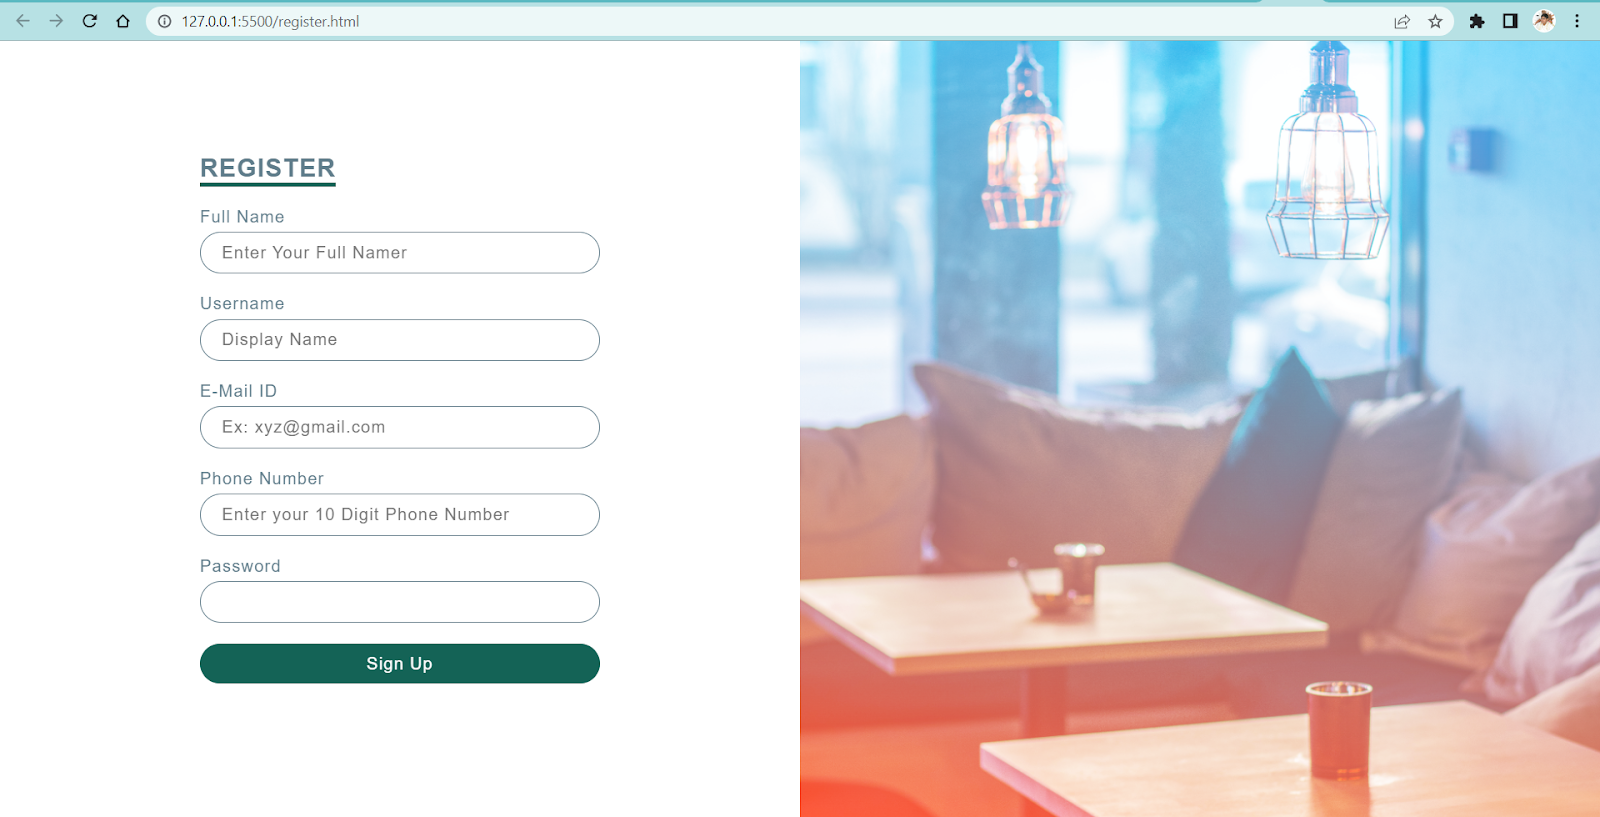 127.0.0.1:5500/register.html
REGISTER
Full Name
Enter Your Full Namer
Username
Display Name
E-Mail ID
Ex: xyz@gmail.com
Phone Number
Enter your 10 Digit Phone Number
Password
Sign Up